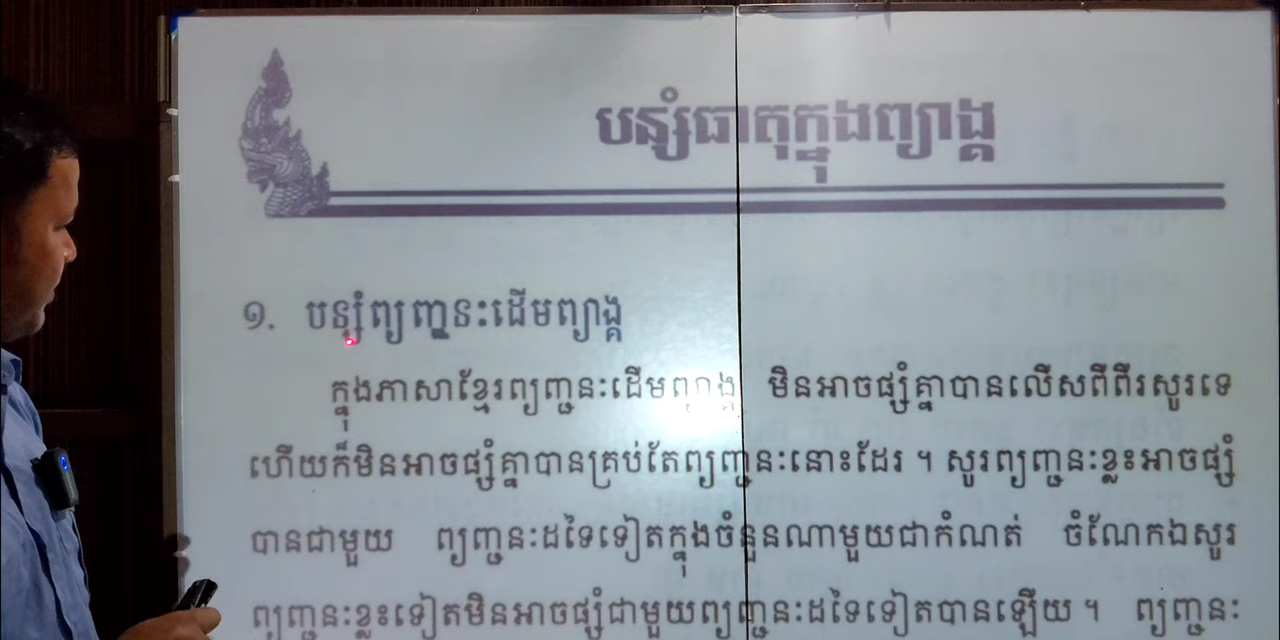 បន្សំធាតុក្នុងព្យាង្គ
១. បន្សំព្យញ្ជនះដើមព្យាង្គ
ក្នុងភាសាខ្មែរព្យញ្ជនៈដើមព្យាង្គ មិនអាចផ្សំគ្នាបានលើសពីពីរសូរទេ
ហើយក៏មិនអាចផ្សំគ្នាបានគ្រប់តែព្យញ្ជនៈនោះដែរ ។ សូរព្យញ្ជនៈខ្លះអាចផ្សំ
បានជាមួយ ព្យញ្ជនៈដទៃទៀតក្នុងចំនួនណាមួយជាកំណត់ ចំណែកឯសូរ
ព្យញ្ជនៈខ្លះទៀតមិនអាចផ្សំជាមួយព្យញ្ជនៈដទៃទៀតបានឡើយ ។ ព្យញ្ជនៈ